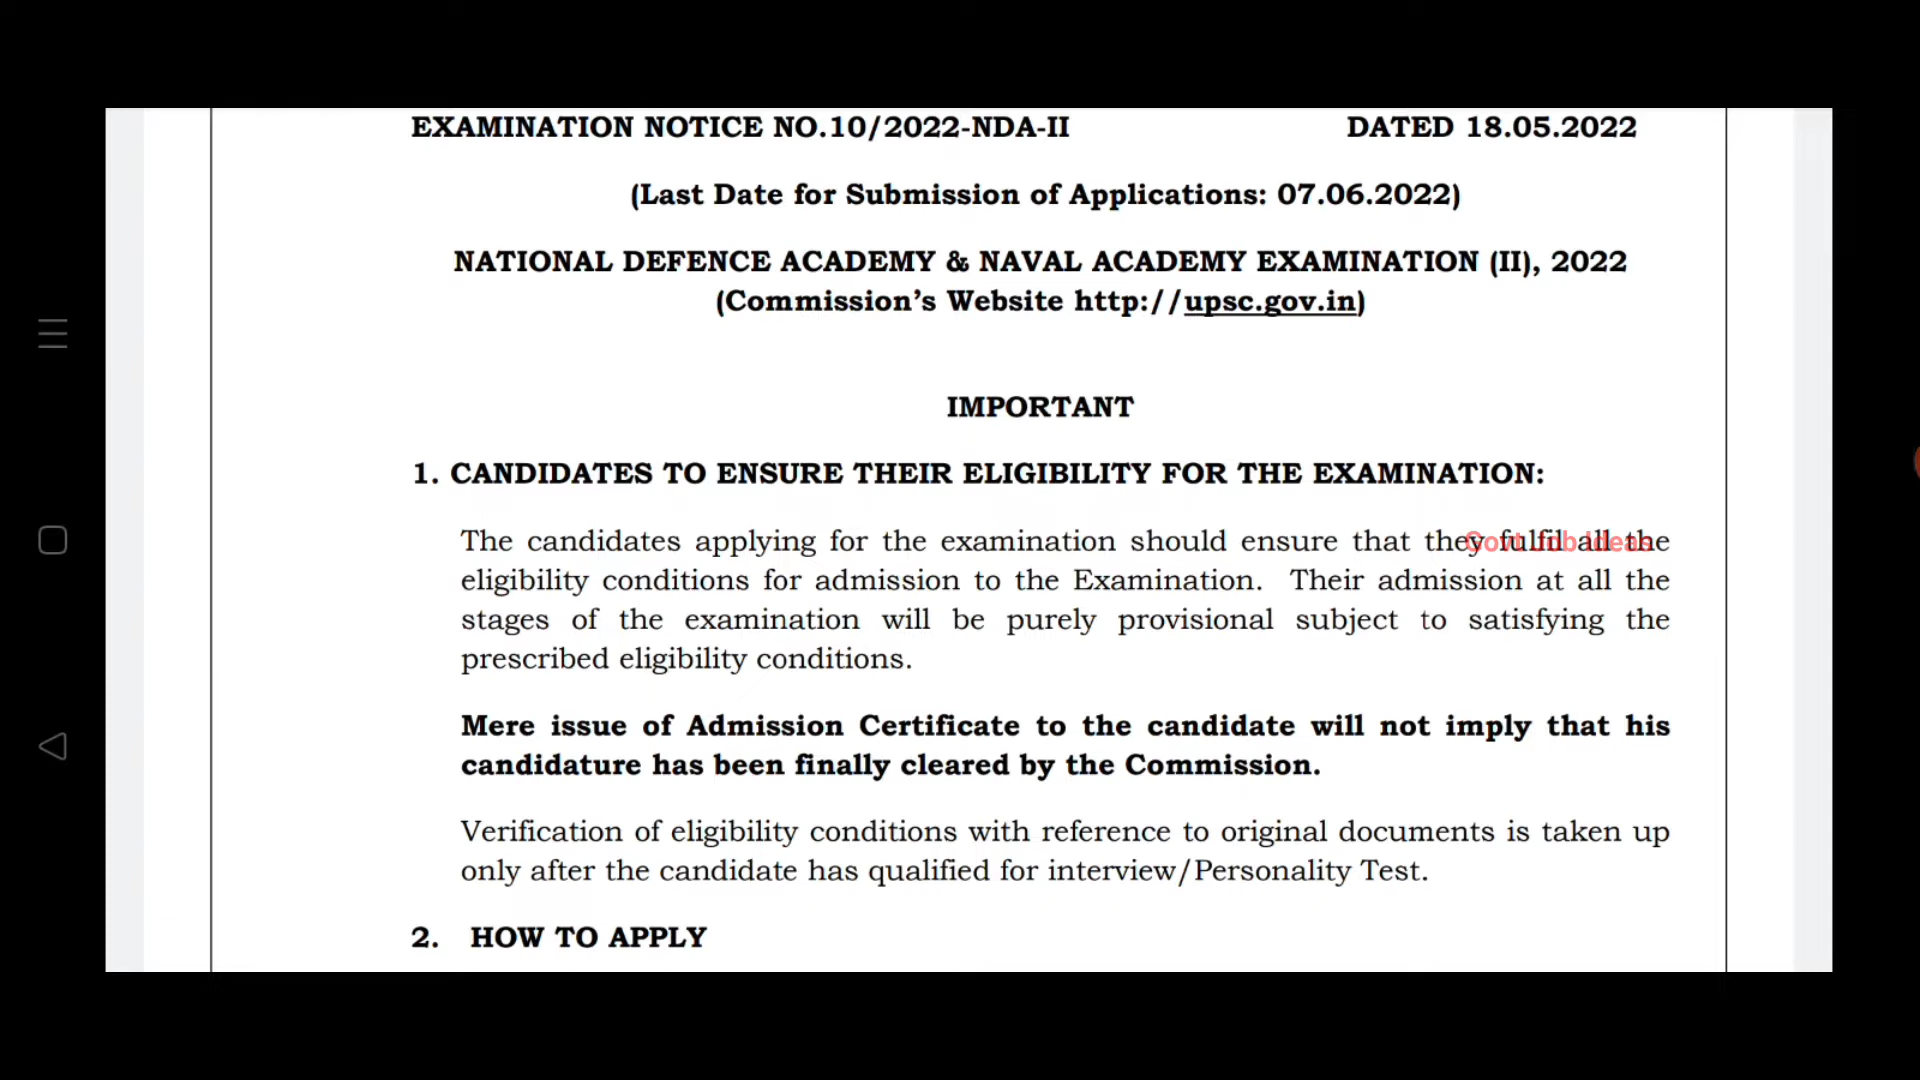 EXAMINATION NOTICE NO.10/2022-NDA-II DATED 18.05.2022
(Last Date for Submission of Applications: 07.06.2022)
NATIONAL DEFENCE ACADEMY & NAVAL ACADEMY EXAMINATION (II), 2022
(Commission’s Website http://upsc.gov.in)
IMPORTANT
1. CANDIDATES TO ENSURE THEIR ELIGIBILITY FOR THE EXAMINATION:
The candidates applying for the examination should ensure that they fulfil all the
Govt Job Ideas
eligibility conditions for admission to the Examination. Their admission at all the
stages of the examination will be purely provisional subject to satisfying the
prescribed eligibility conditions.
Mere issue of Admission Certificate to the candidate will not imply that his
candidature has been finally cleared by the Commission.
Verification of eligibility conditions with reference to original documents is taken up
only after the candidate has qualified for interview/Personality Test.
2. HOW TO APPLY